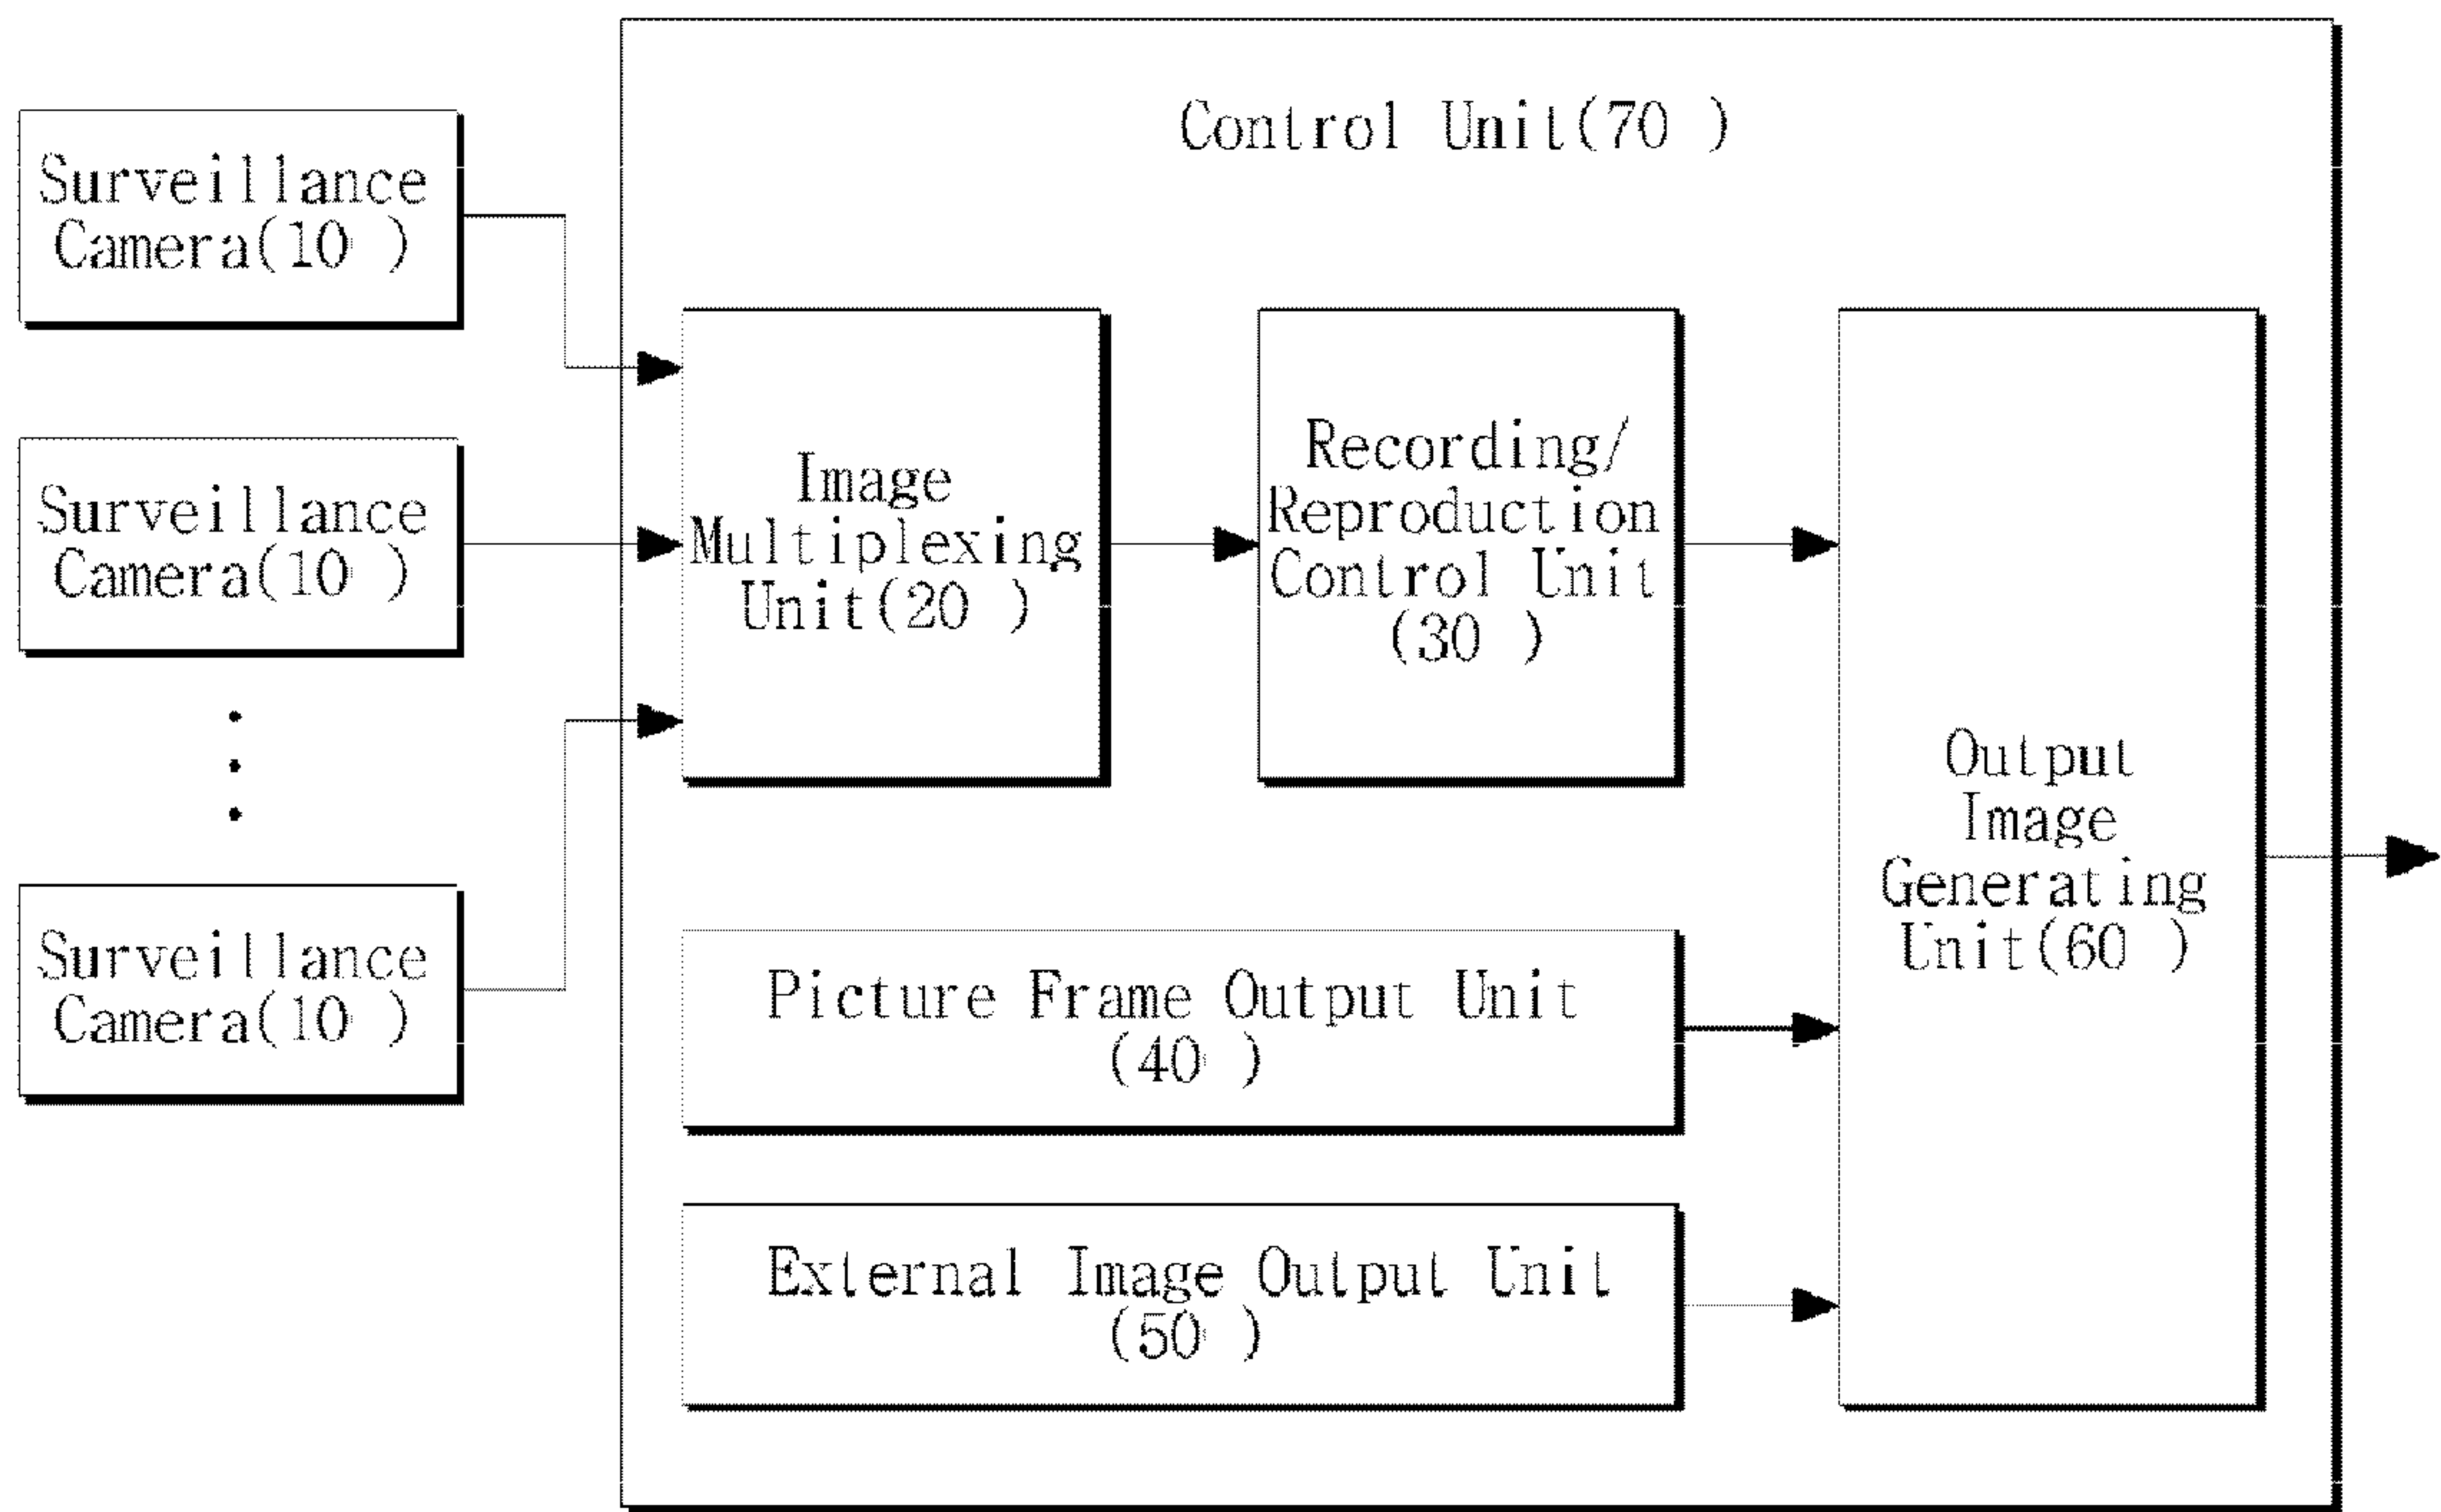 Control Unit(70 )
Surveillance
Camera(10 )
Surveillance
Camera(10 )
Surveillance
Camera(10 )
Image
Multiplexing
Unit(20 )
Recording/
Reproduction
Control Unit
(30 )
Picture Frame Output Unit
(40 )
External Image Output Unit
(50 )
Output
Image
Generating
Unit(60 )